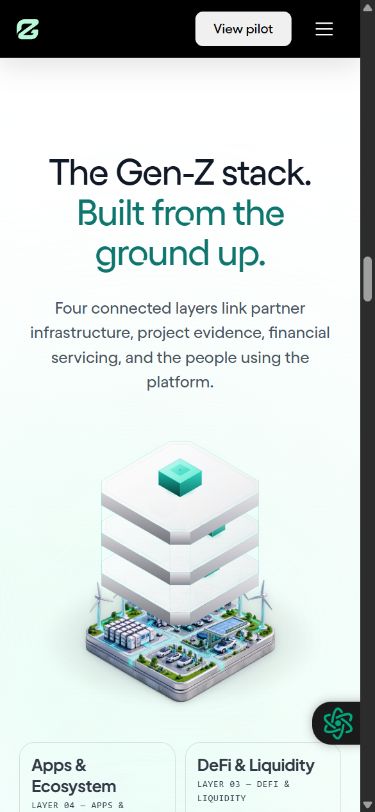 View pilot
The Gen-Z stack.
Built from the
ground up.
Four connected layers link partner
infrastructure, project evidence, financial
servicing, and the people using the
platform.
Apps &
Ecosystem
LAYER 04 — APPS &
DeFi & Liquidity
LAYER 03 — DEFI &
LIQUIDITY